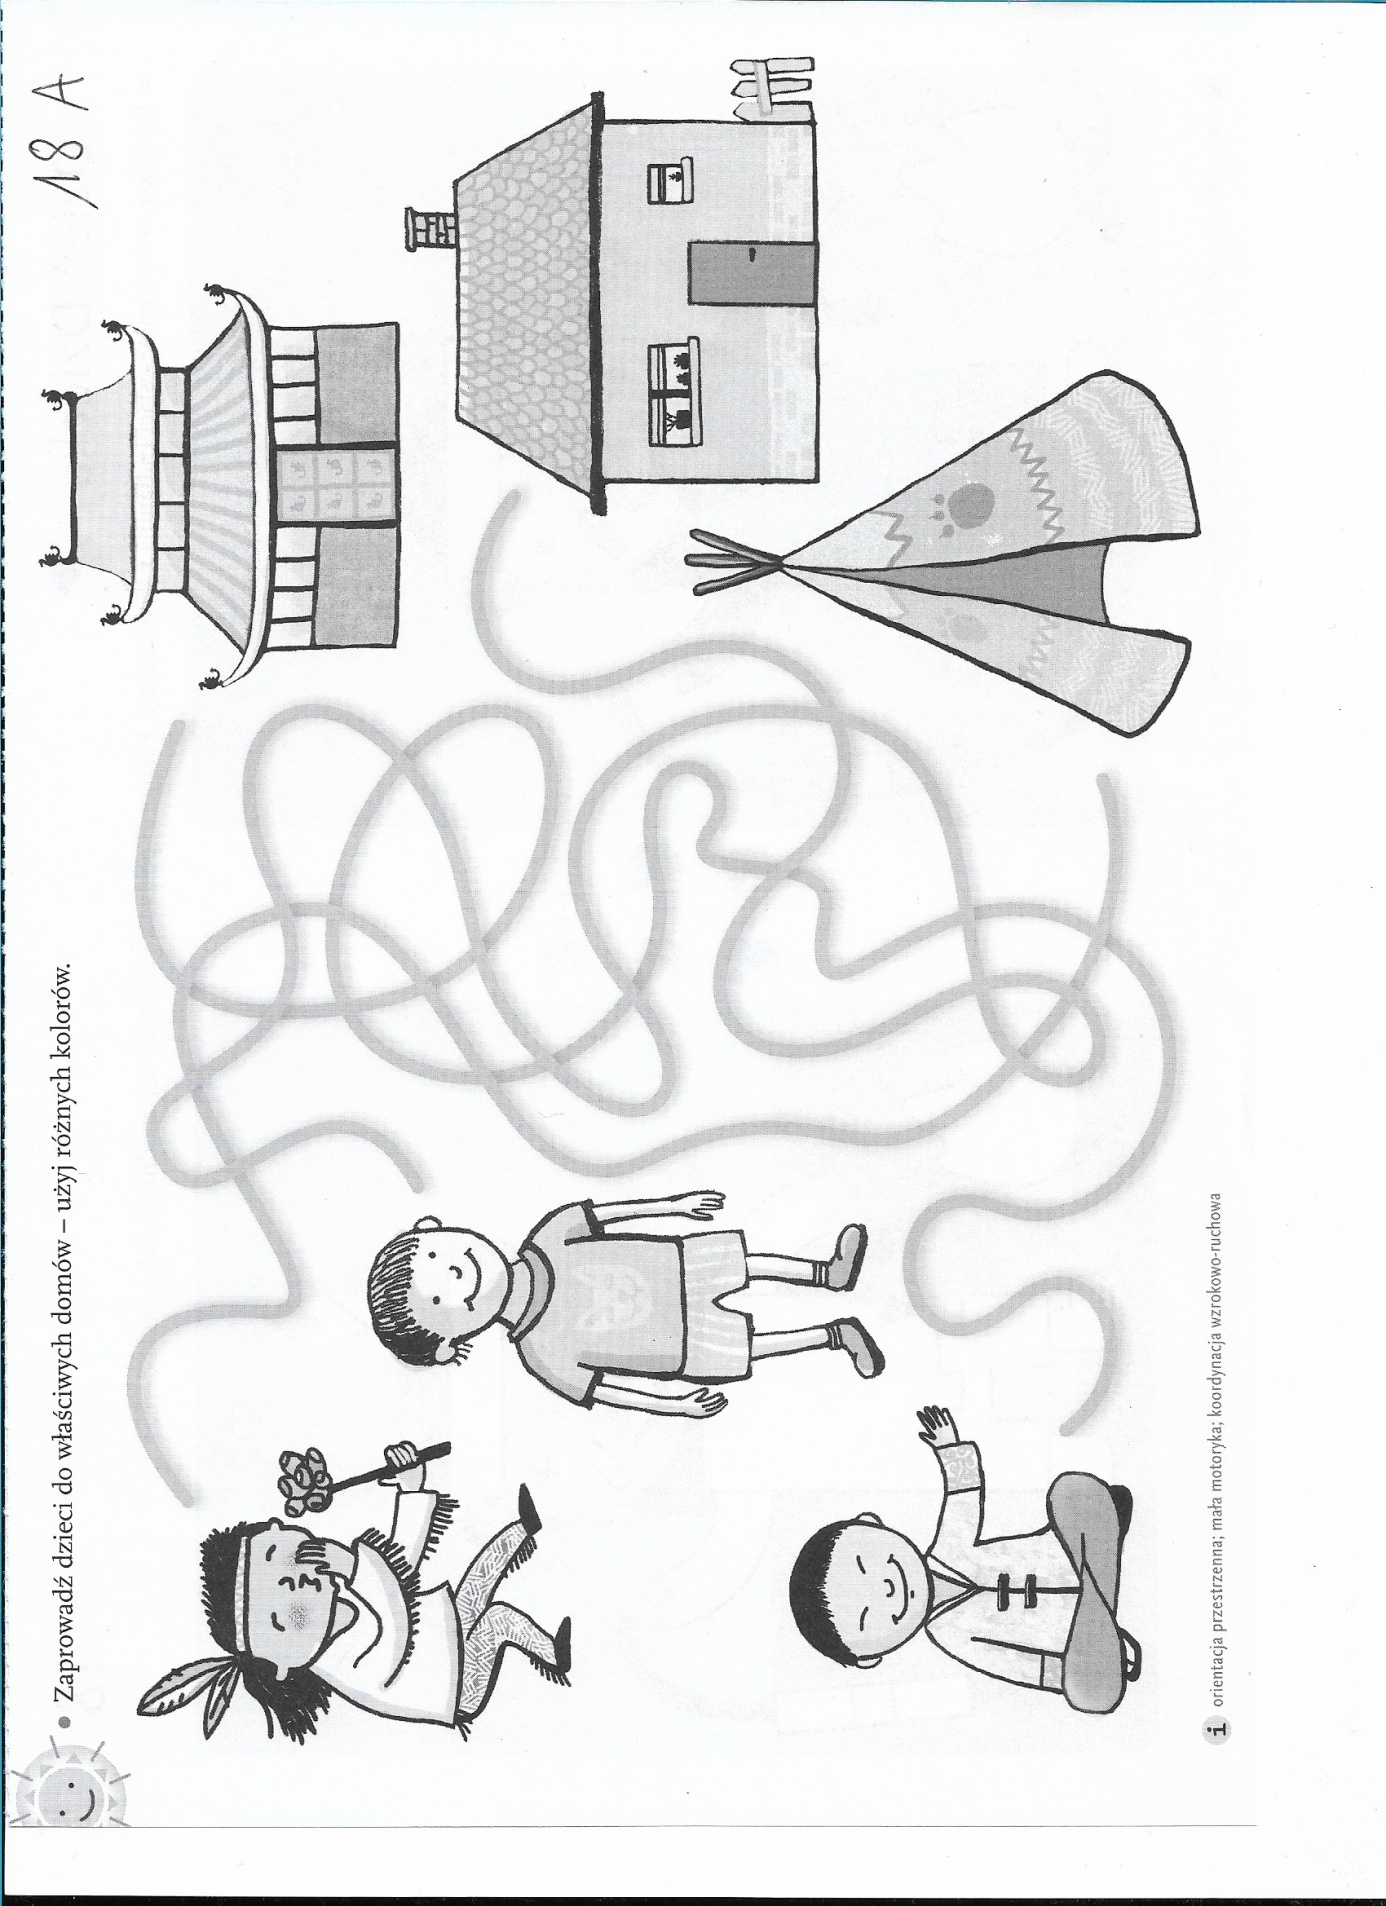 18 A
• Zaprowadź dzieci do właściwych domów – użyj różnych kolorów.
i orientacja przestrzenna; mała motoryka; koordynacja wzrokowo-ruchowa